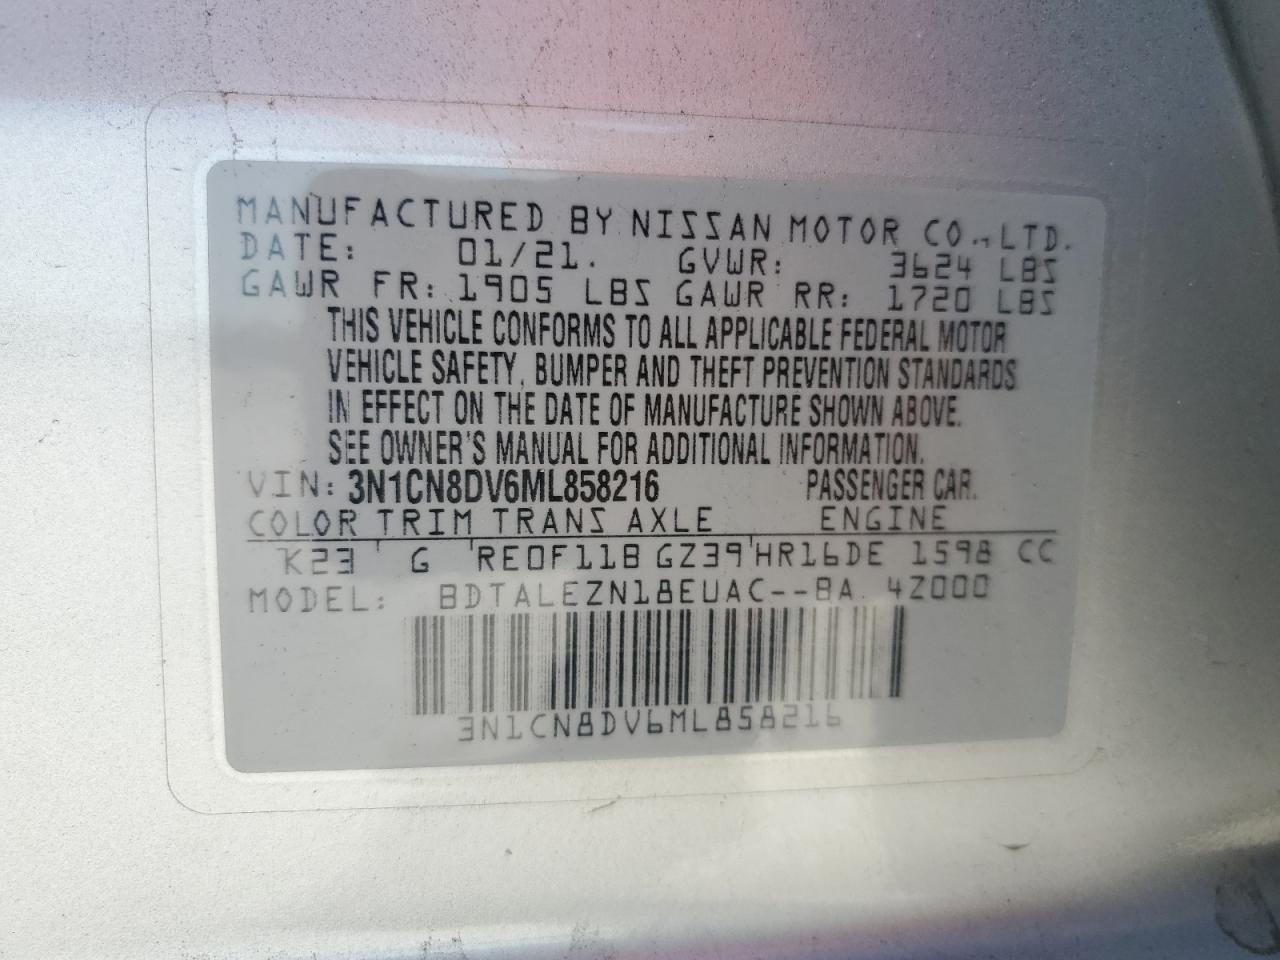 MANUFACTURED BY NISSAN MOTOR CO., LTD.
DATE: 01/21. GVWR: 3624 LBS
GAWR FR: 1905 LBS GAWR RR: 1720 LBS
THIS VEHICLE CONFORMS TO ALL APPLICABLE FEDERAL MOTOR
VEHICLE SAFETY, BUMPER AND THEFT PREVENTION STANDARDS
IN EFFECT ON THE DATE OF MANUFACTURE SHOWN ABOVE.
SEE OWNER'S MANUAL FOR ADDITIONAL INFORMATION.
VIN: 3N1CN8DV6ML858216 PASSENGER CAR.
COLOR TRIM TRANS AXLE ENGINE
K23 G RE0F11B GZ39 HR16DE 1598 CC
MODEL: BDTALEZN18EUAC--BA 4Z000
3N1CN8DV6ML858216